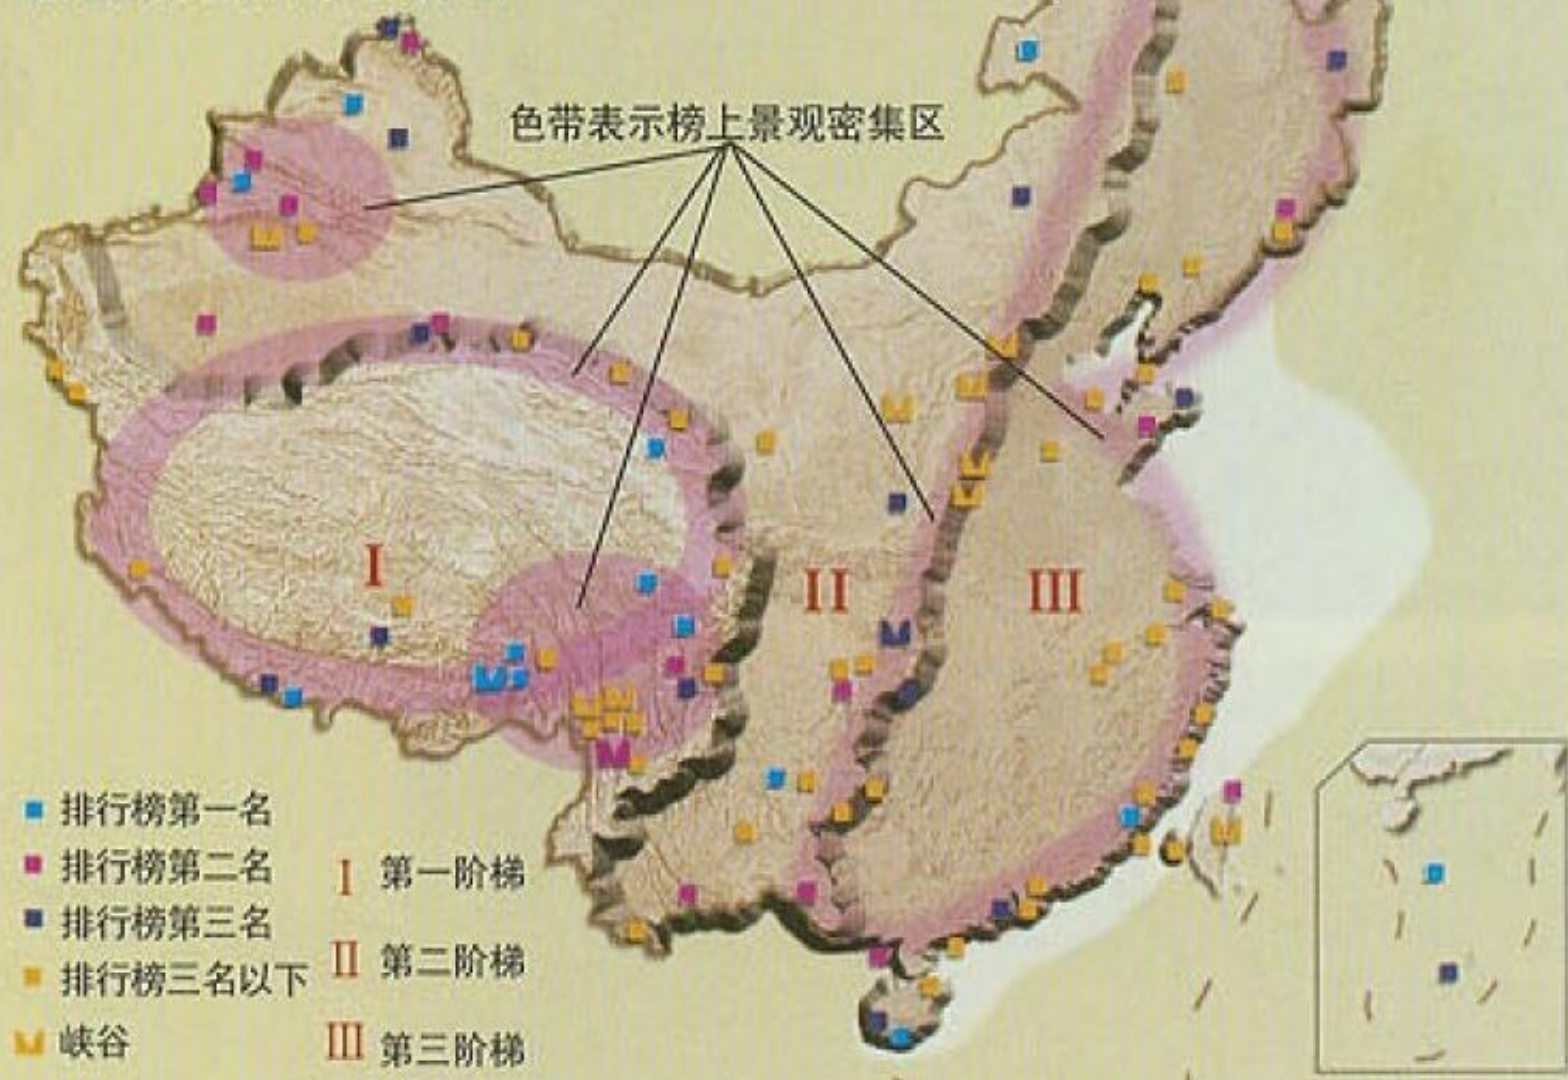 色带表示榜上景观密集区
I
II
III
排行榜第一名
排行榜第二名
排行榜第三名
排行榜三名以下
峡谷
I 第一阶梯
II 第二阶梯
III 第三阶梯